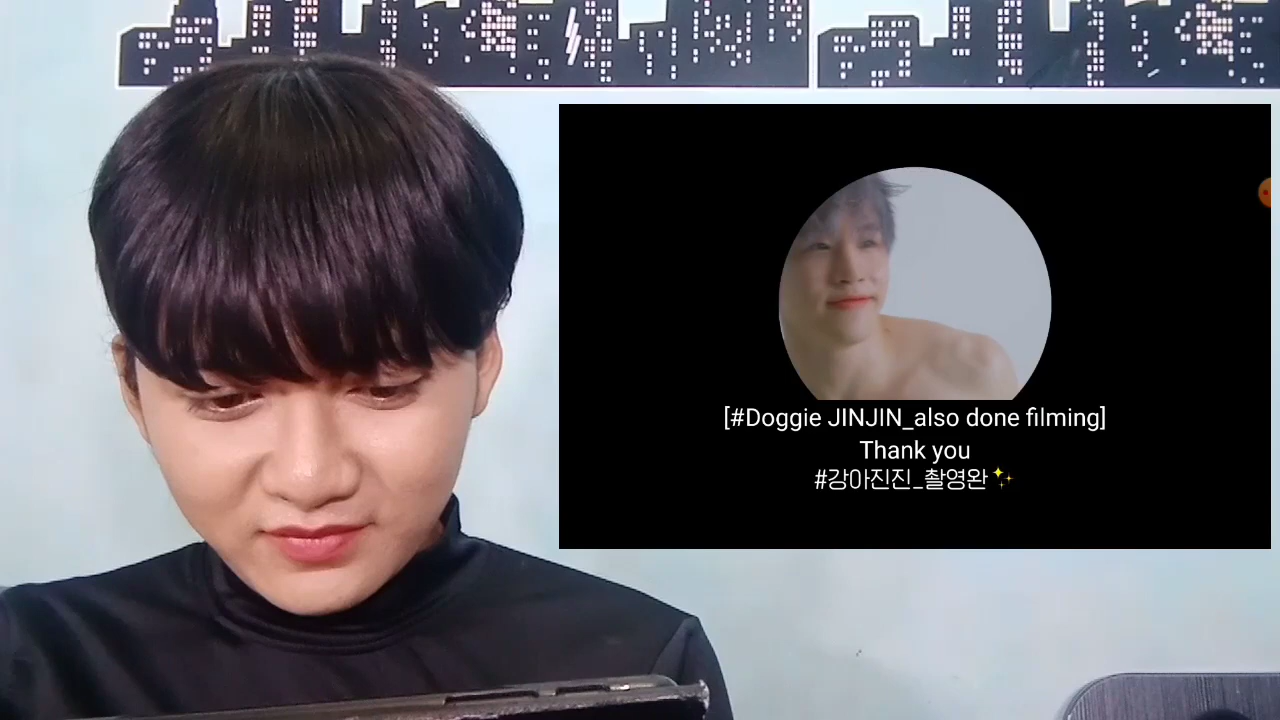 [#Doggie JINJIN_also done filming]
Thank you
#강아진진_촬영완✨